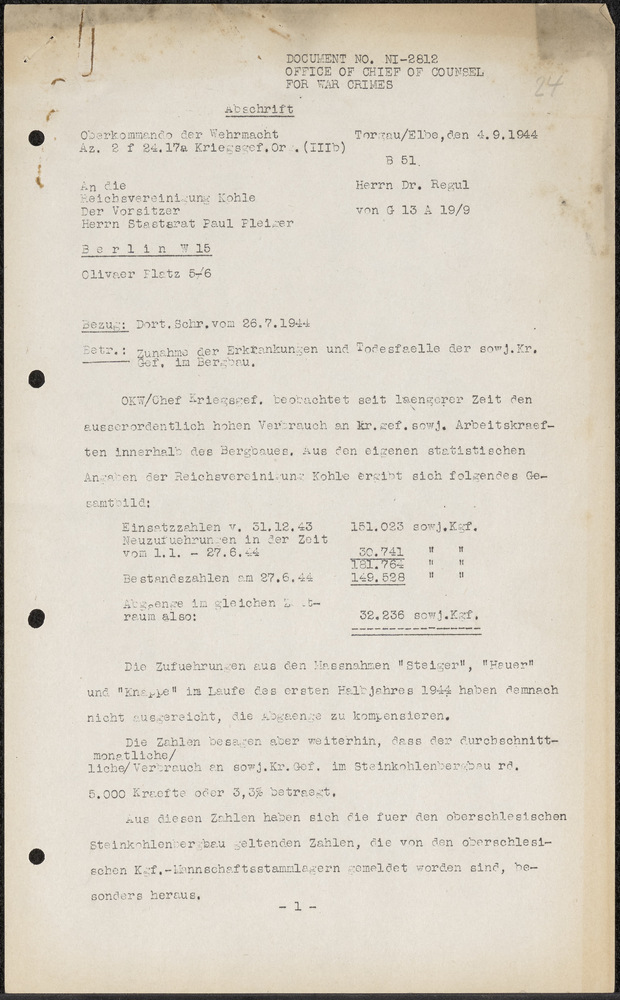 DOCUMENT NO. NI-2812
OFFICE OF CHIEF OF COUNSEL
FOR WAR CRIMES
24
Abschrift
Oberkommando der Wehrmacht
Az. 2 f 24.17a Kriegsgef.Org.(IIIb)
Torgau/Elbe,den 4.9.1944
B 51.
An die
Reichsvereinigung Kohle
Der Vorsitzer
Herrn Staatsrat Paul Pleiger
Herrn Dr. Regul
von G 13 A 19/9
Berlin W 15
Olivaer Platz 5-6
Bezug: Dort.Schr.vom 26.7.1944
Betr.: Zunahme der Erkrankungen und Todesfaelle der sowj.Kr.
Gef. im Bergbau.
OKW/Chef Kriegsgef. beobachtet seit laengerer Zeit den
ausserordentlich hohen Verbrauch an kr.gef.sowj. Arbeitskraef-
ten innerhalb des Bergbaues. Aus den eigenen statistischen
Angaben der Reichsvereinigung Kohle ergibt sich folgendes Ge-
samtbild:
Einsatzzahlen v. 31.12.43 151.023 sowj.Kgf.
Neuzufuehrungen in der Zeit
vom 1.1. - 27.6.44 30.741 " "
181.764 " "
Bestandszahlen am 27.6.44 149.528 " "
Abgaenge im gleichen Zeit-
raum also: 32.236 sowj.Kgf.
Die Zufuehrungen aus den Massnahmen "Steiger", "Hauer"
und "Knappe" im Laufe des ersten Halbjahres 1944 haben demnach
nicht ausgereicht, die Abgaenge zu kompensieren.
Die Zahlen besagen aber weiterhin, dass der durchschnitt-
monatliche/
liche/Verbrauch an sowj.Kr.Gef. im Steinkohlenbergbau rd.
5.000 Kraefte oder 3,3% betraegt.
Aus diesen Zahlen haben sich die fuer den oberschlesischen
Steinkohlenbergbau geltenden Zahlen, die von den oberschlesi-
schen Kgf.-Mannschaftsstammlagern gemeldet worden sind, be-
sonders heraus.
- 1 -